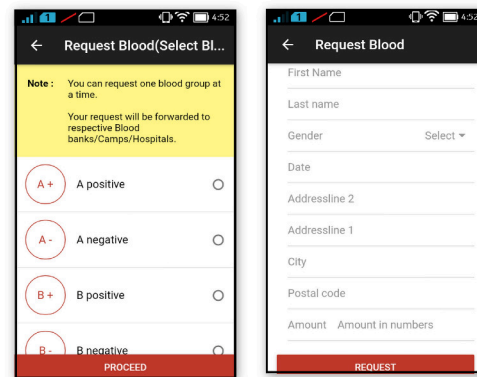 1 4:52
Request Blood(Select Bl...
Note : You can request one blood group at
a time.
Your request will be forwarded to
respective Blood
banks/Camps/Hospitals.
A + A positive
A - A negative
B + B positive
B - B negative
PROCEED
1 4:52
Request Blood
First Name
Last name
Gender Select
Date
Addressline 2
Addressline 1
City
Postal code
Amount Amount in numbers
REQUEST